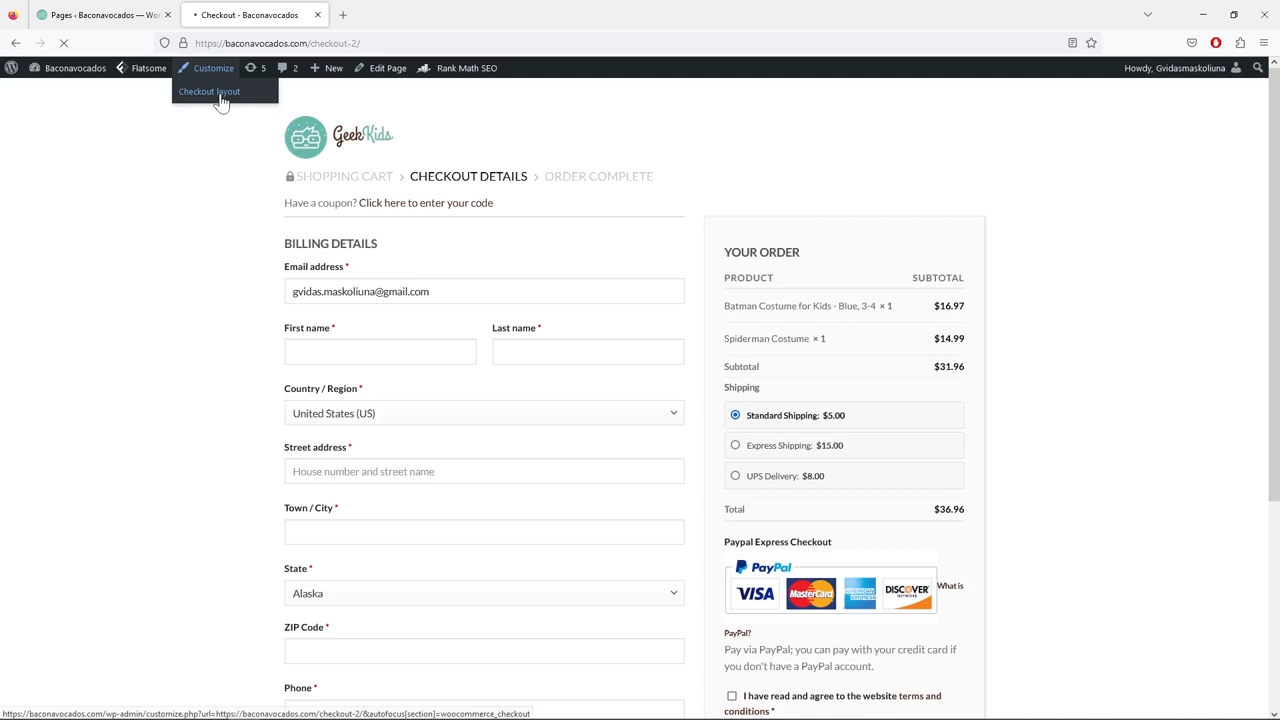 Pages ‹ Baconavocados — Woo
Checkout - Baconavocados
https://baconavocados.com/checkout-2/
Baconavocados
Flatsome
Customize
5
2
New
Edit Page
Rank Math SEO
Howdy, Gvidasmaskoliuna
Checkout layout
GeekKids
SHOPPING CART > CHECKOUT DETAILS > ORDER COMPLETE
Have a coupon? Click here to enter your code
BILLING DETAILS
Email address *
gvidas.maskoliuna@gmail.com
First name *
Last name *
Country / Region *
United States (US)
Street address *
House number and street name
Town / City *
State *
Alaska
ZIP Code *
Phone *
YOUR ORDER
PRODUCT SUBTOTAL
Batman Costume for Kids - Blue, 3-4 × 1 $16.97
Spiderman Costume × 1 $14.99
Subtotal $31.96
Shipping
Standard Shipping: $5.00
Express Shipping: $15.00
UPS Delivery: $8.00
Total $36.96
Paypal Express Checkout
PayPal
VISA MasterCard AMERICAN EXPRESS DISCOVER NETWORK
What is
PayPal?
Pay via PayPal; you can pay with your credit card if
you don't have a PayPal account.
I have read and agree to the website terms and
conditions *
https://baconavocados.com/wp-admin/customize.php?url=https://baconavocados.com/checkout-2/&autofocus[section]=woocommerce_checkout